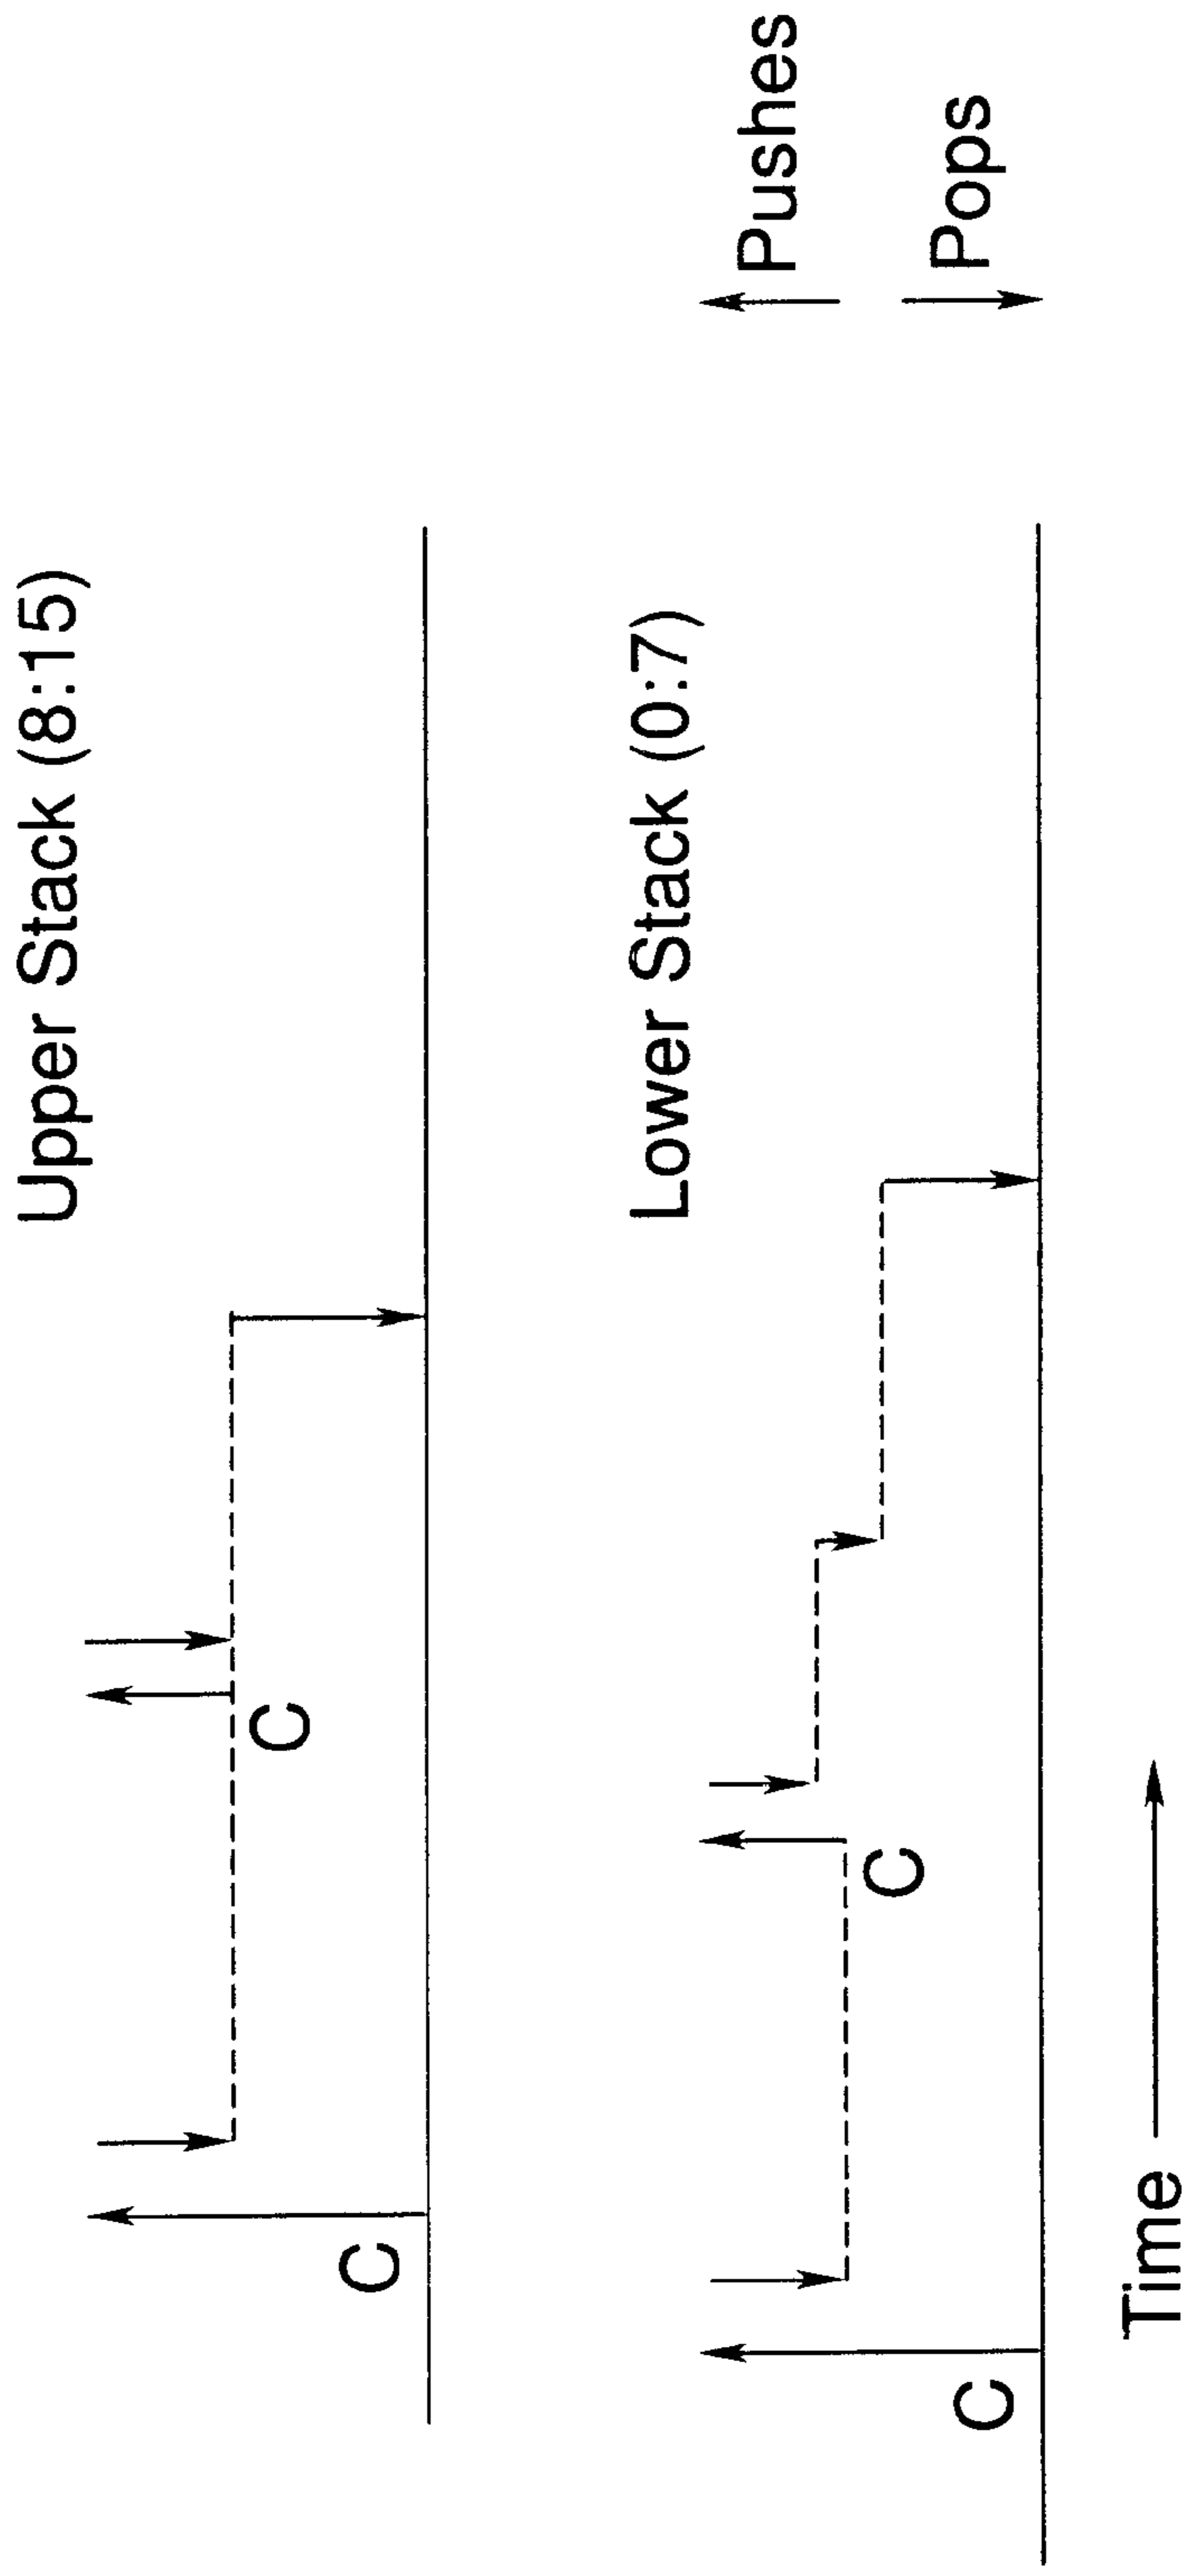 Upper Stack (8:15)
C
C
Lower Stack (0:7)
C
C
Pushes
Pops
Time